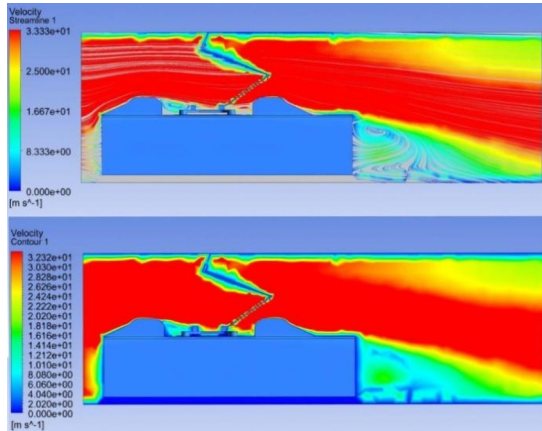 Velocity
Streamline 1
3.333e+01
2.500e+01
1.667e+01
8.333e+00
0.000e+00
[m s^-1]
Velocity
Contour 1
3.232e+01
3.030e+01
2.828e+01
2.626e+01
2.424e+01
2.222e+01
2.020e+01
1.818e+01
1.616e+01
1.414e+01
1.212e+01
1.010e+01
8.080e+00
6.060e+00
4.040e+00
2.020e+00
0.000e+00
[m s^-1]